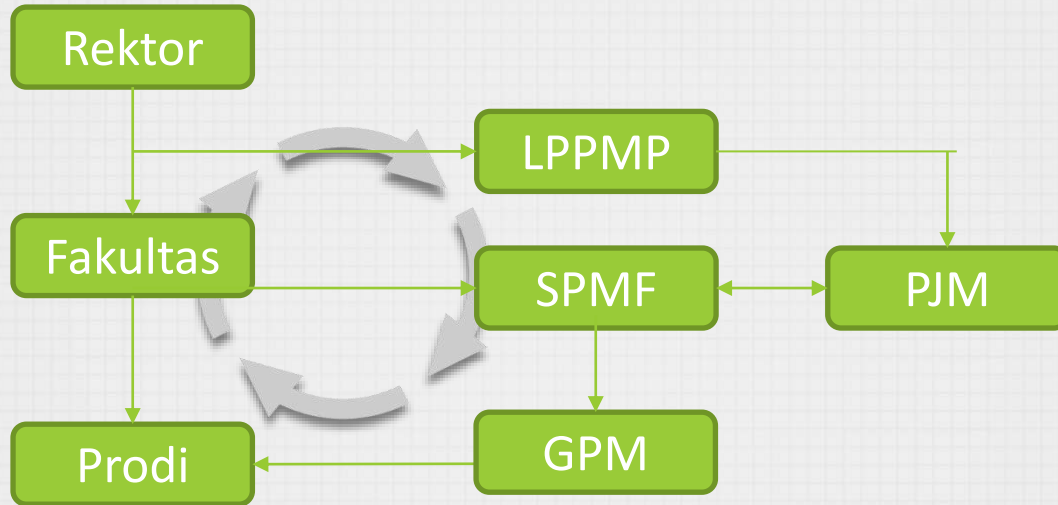 Rektor
LPPMP
Fakultas
SPMF
PJM
Prodi
GPM